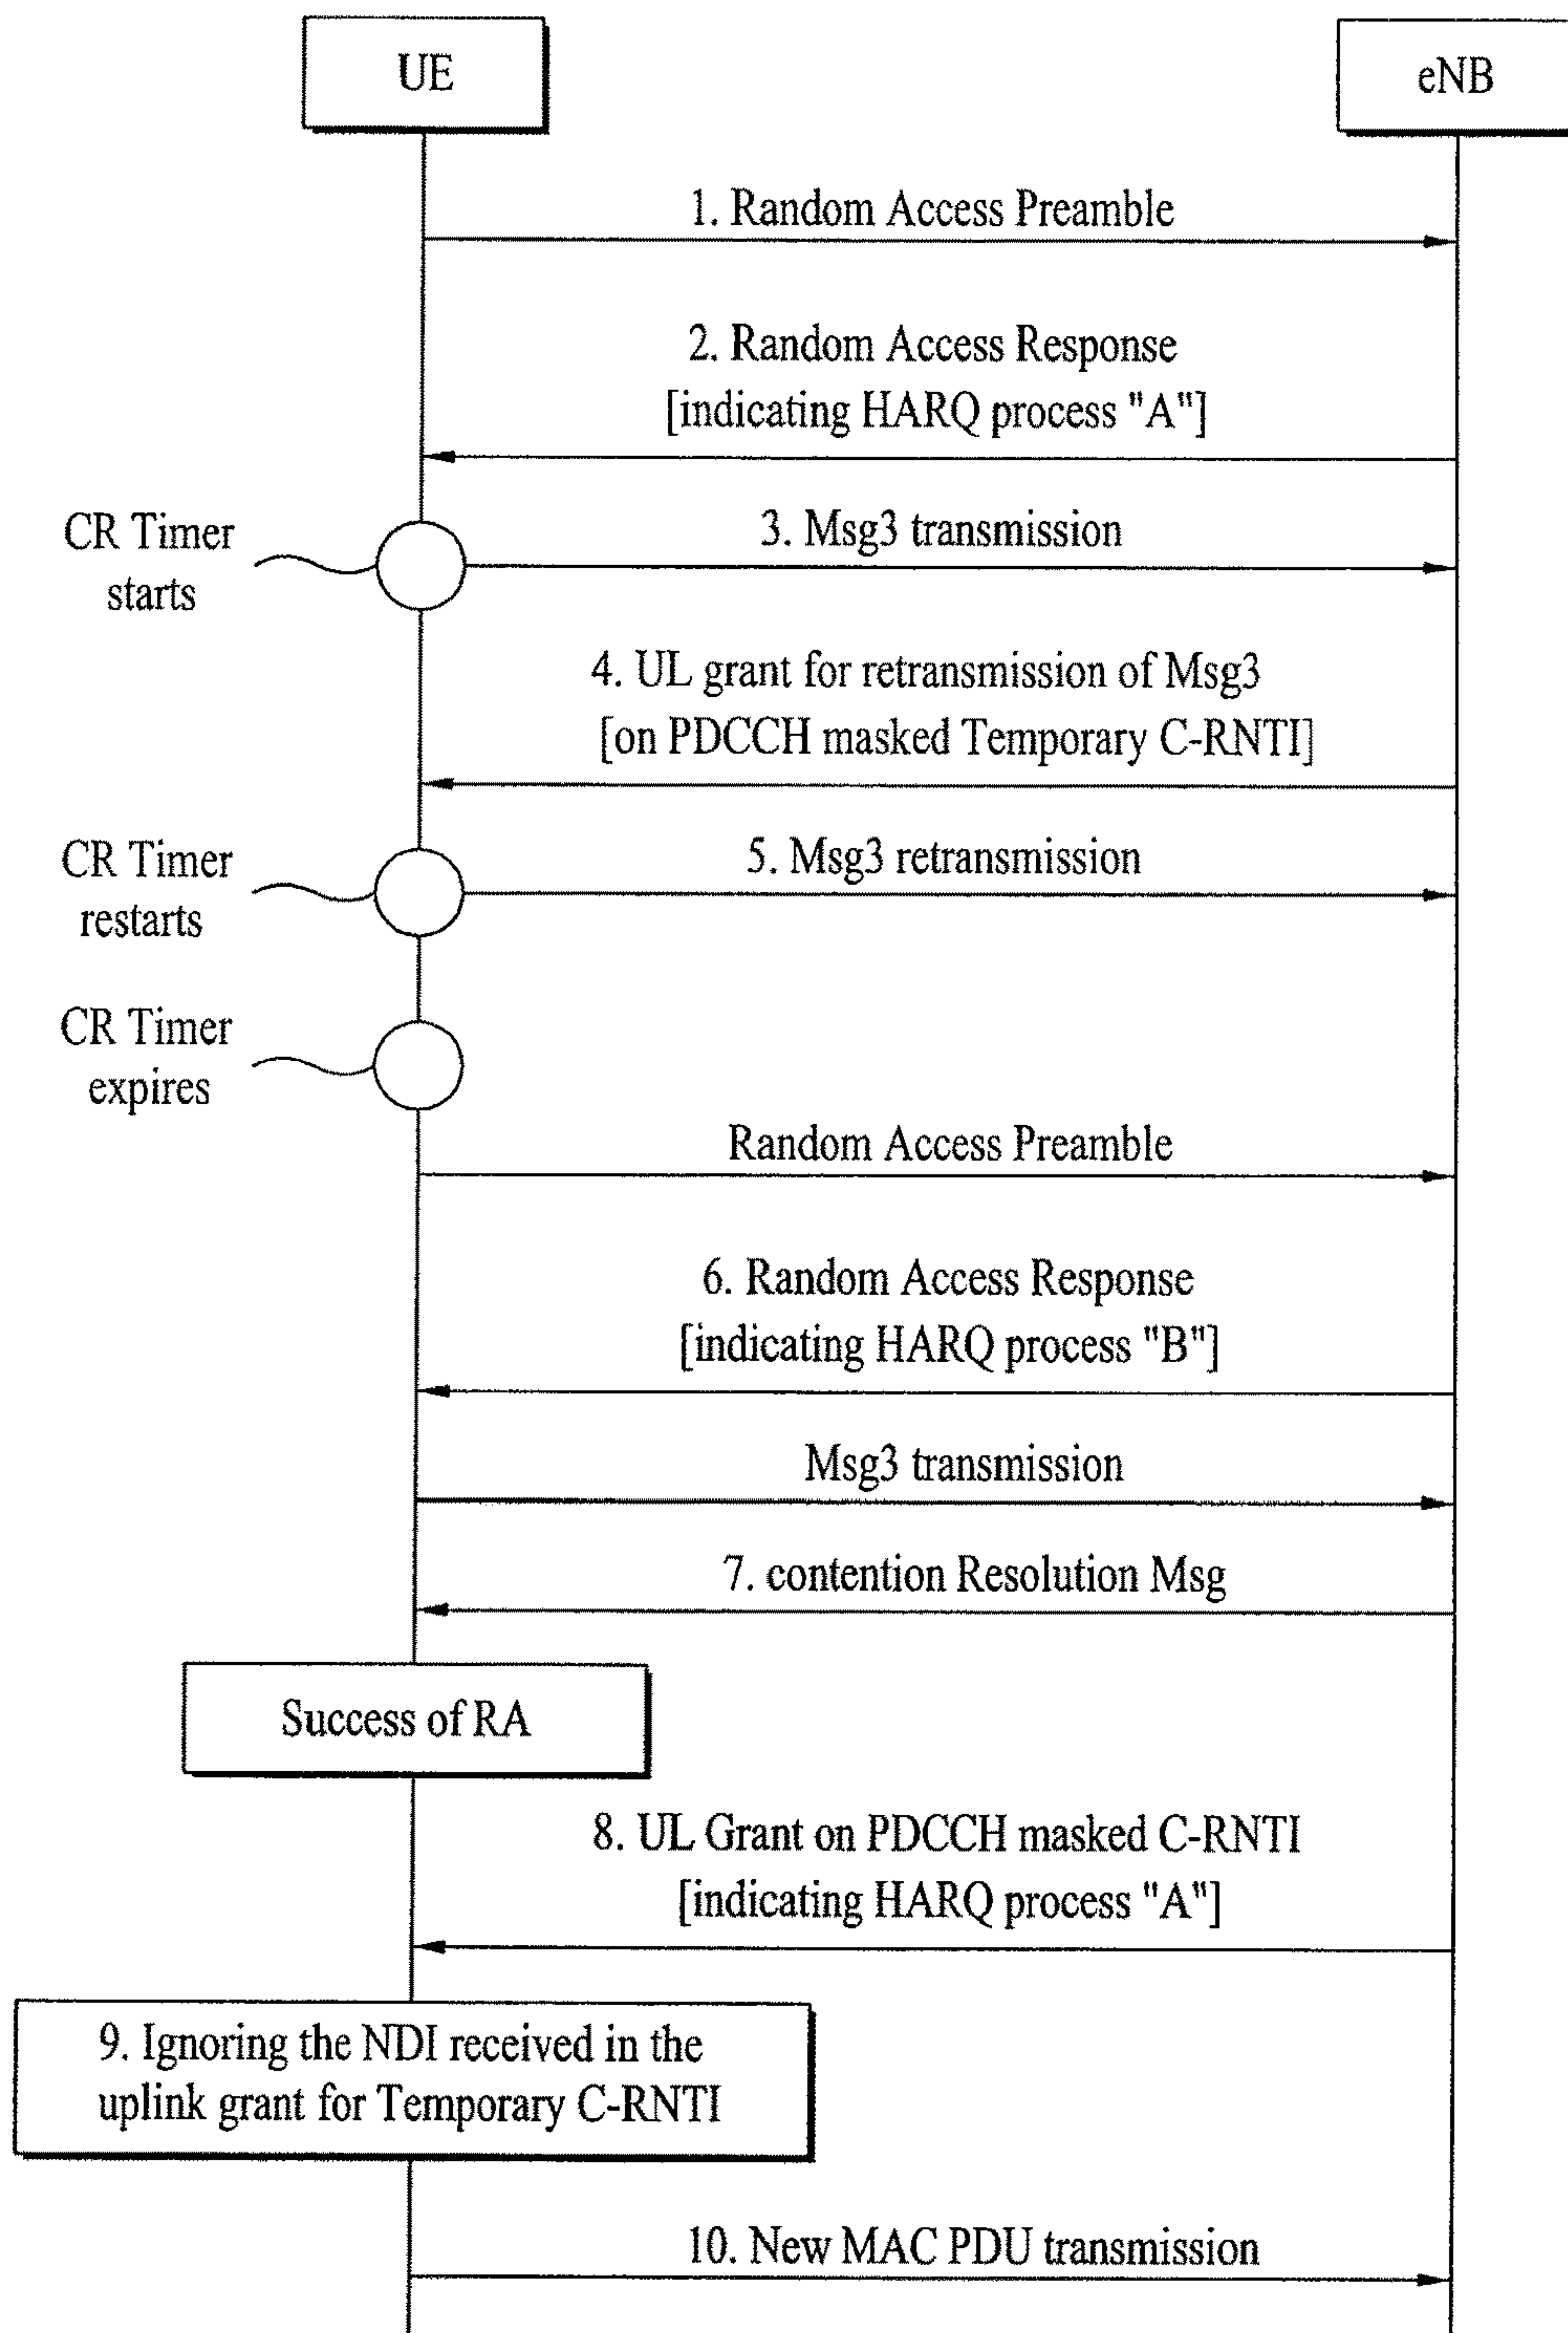 UE
eNB
1. Random Access Preamble
2. Random Access Response
[indicating HARQ process "A"]
CR Timer
starts
3. Msg3 transmission
4. UL grant for retransmission of Msg3
[on PDCCH masked Temporary C-RNTI]
CR Timer
restarts
5. Msg3 retransmission
CR Timer
expires
Random Access Preamble
6. Random Access Response
[indicating HARQ process "B"]
Msg3 transmission
7. contention Resolution Msg
Success of RA
8. UL Grant on PDCCH masked C-RNTI
[indicating HARQ process "A"]
9. Ignoring the NDI received in the
uplink grant for Temporary C-RNTI
10. New MAC PDU transmission